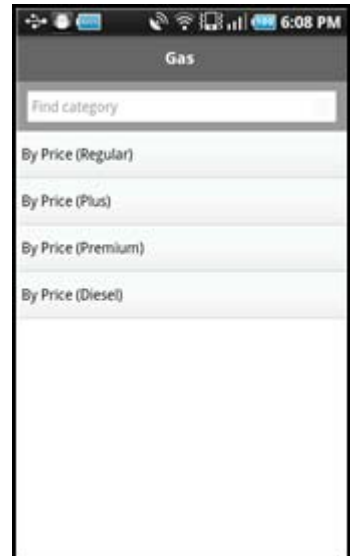 6:08 PM
Gas
Find category
By Price (Regular)
By Price (Plus)
By Price (Premium)
By Price (Diesel)